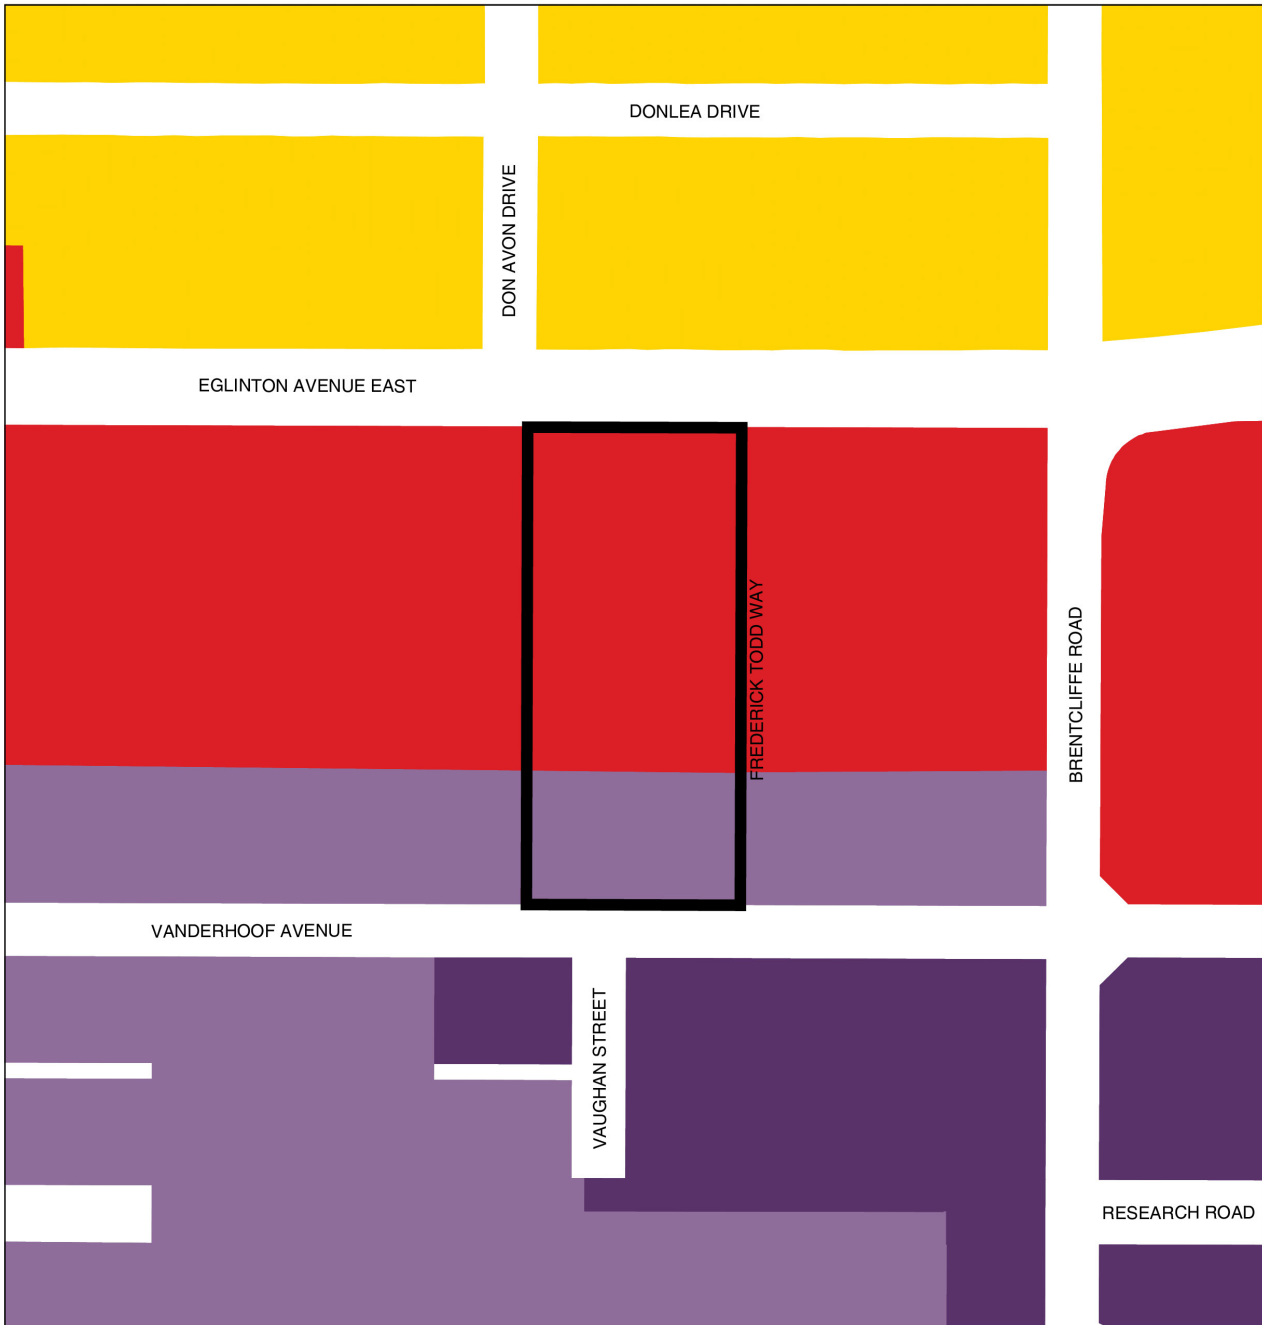 DONLEA DRIVE
DON AVON DRIVE
EGLINTON AVENUE EAST
FREDERICK TODD WAY
BRENTCLIFFE ROAD
VANDERHOOF AVENUE
VAUGHAN STREET
RESEARCH ROAD